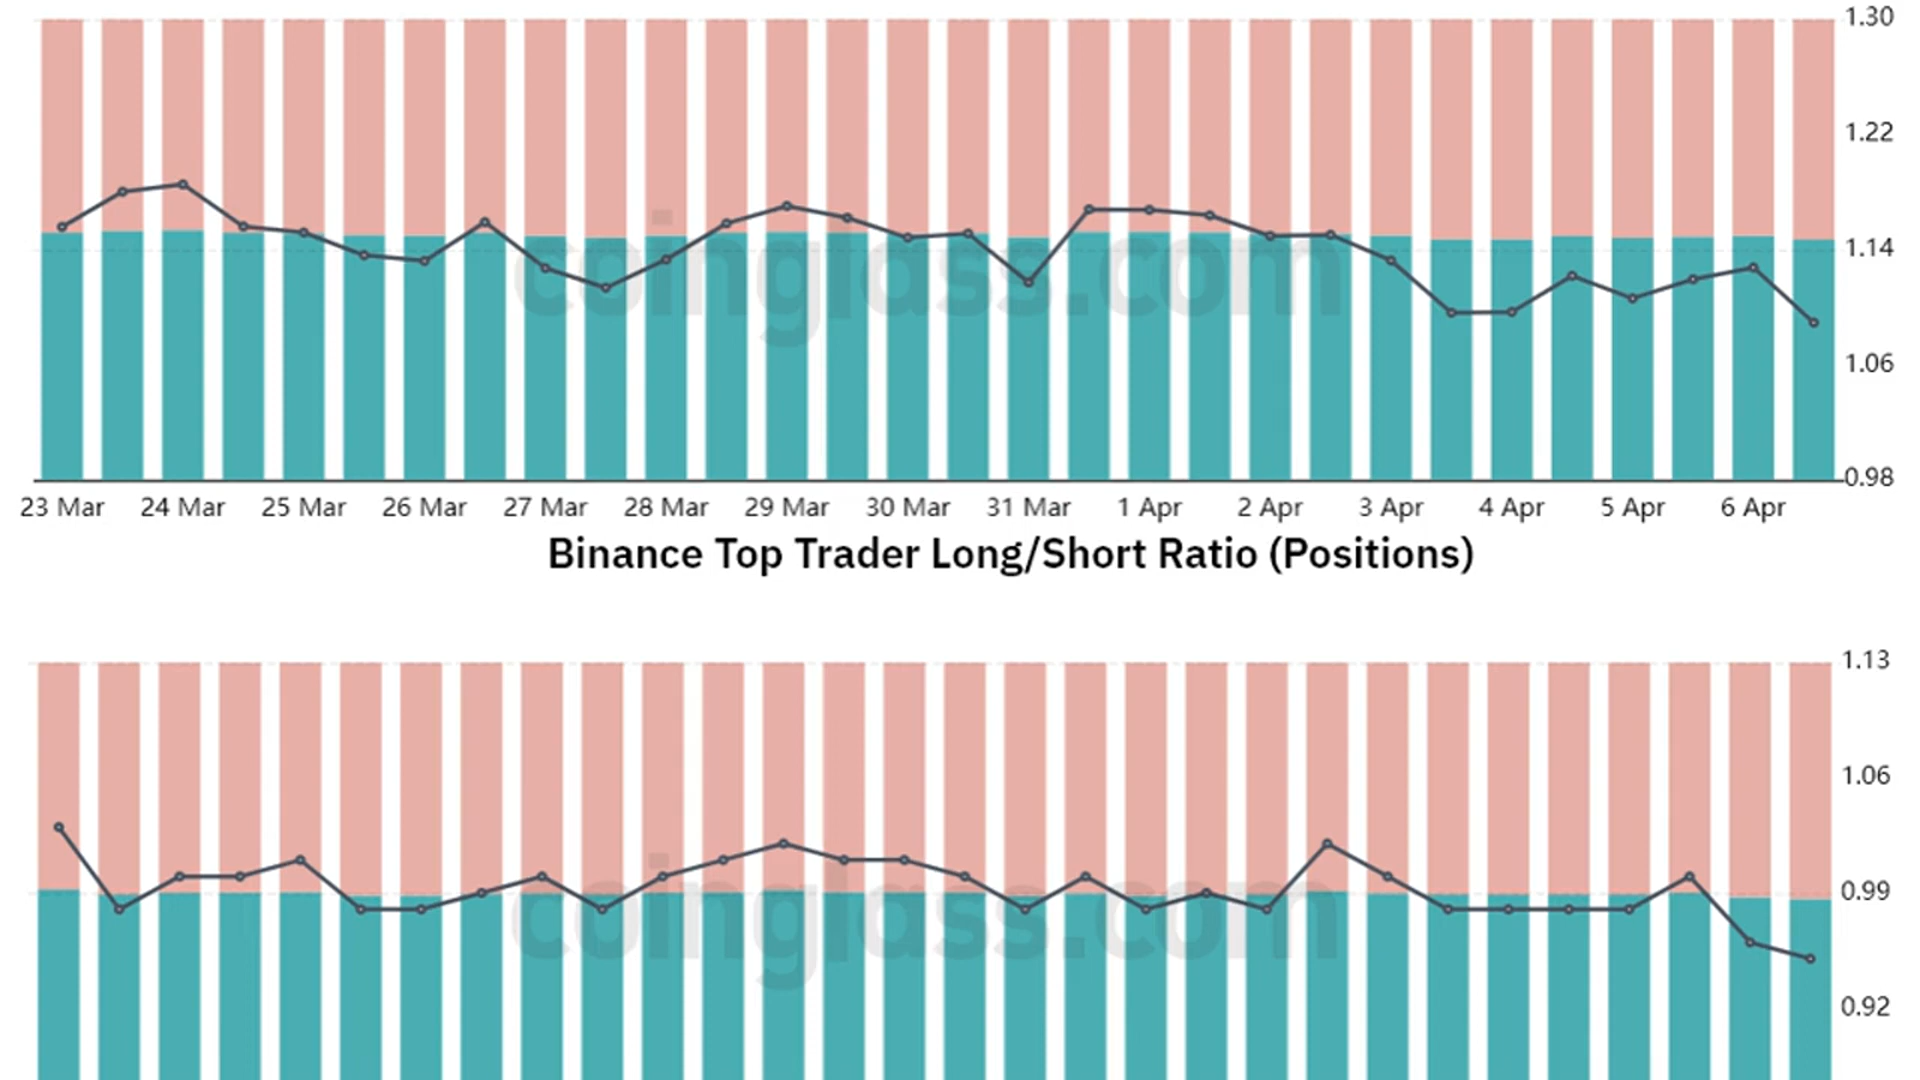 1.30
1.22
coinglass.com
1.14
1.06
0.98
23 Mar 24 Mar 25 Mar 26 Mar 27 Mar 28 Mar 29 Mar 30 Mar 31 Mar 1 Apr 2 Apr 3 Apr 4 Apr 5 Apr 6 Apr
Binance Top Trader Long/Short Ratio (Positions)
1.13
1.06
0.99
coinglass.com
0.92